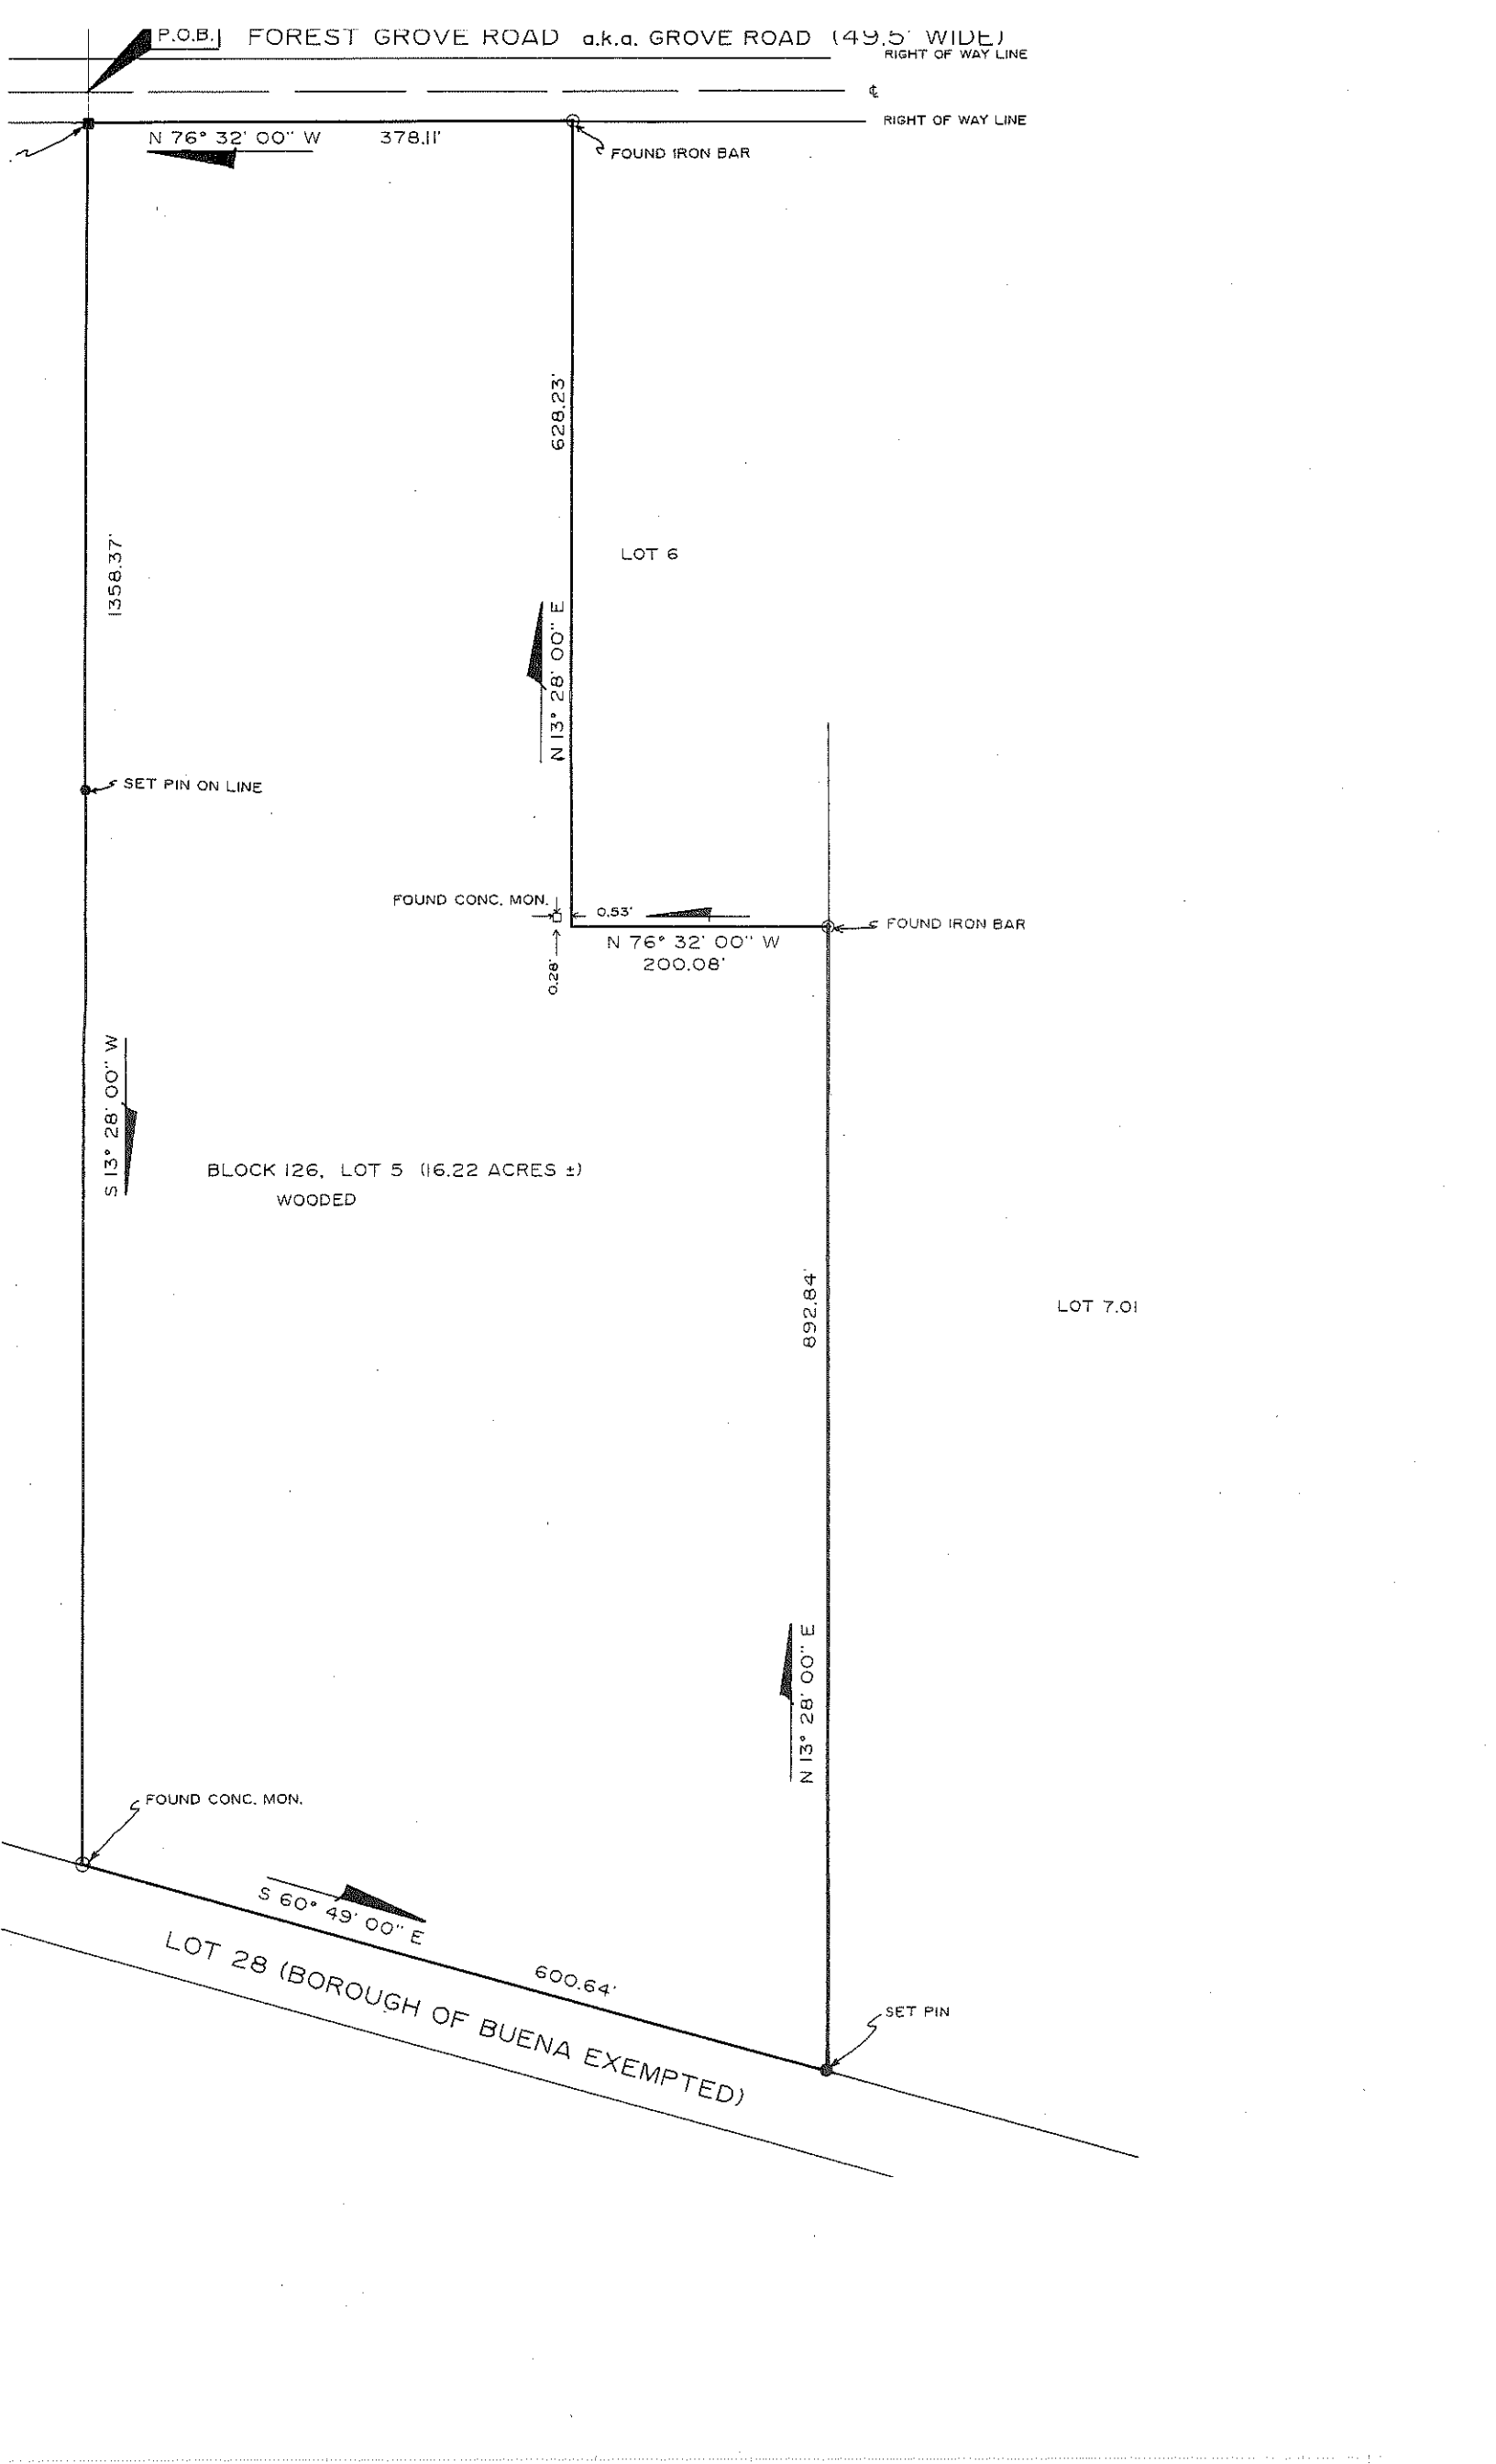 P.O.B. FOREST GROVE ROAD a.k.a. GROVE ROAD (49.5' WIDE)
RIGHT OF WAY LINE
℄
RIGHT OF WAY LINE
N 76° 32' 00" W 378.11'
FOUND IRON BAR
628.23'
1358.37'
LOT 6
N 13° 28' 00" E
SET PIN ON LINE
FOUND CONC. MON.
0.53'
FOUND IRON BAR
N 76° 32' 00" W
200.08'
0.28'
S 13° 28' 00" W
BLOCK 126, LOT 5 (16.22 ACRES ±)
WOODED
892.84'
LOT 7.01
N 13° 28' 00" E
FOUND CONC. MON.
S 60° 49' 00" E
600.64'
LOT 28 (BOROUGH OF BUENA EXEMPTED)
SET PIN